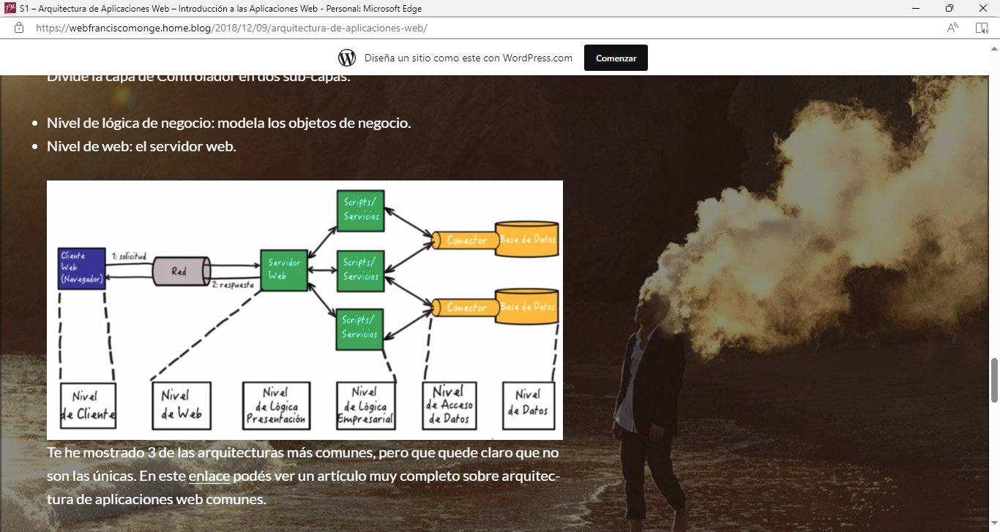 S1 – Arquitectura de Aplicaciones Web – Introducción a las Aplicaciones Web - Personal: Microsoft Edge
https://webfranciscomonge.home.blog/2018/12/09/arquitectura-de-aplicaciones-web/
Diseña un sitio como este con WordPress.com
Comenzar
Divide la capa de Controlador en dos sub-capas.
• Nivel de lógica de negocio: modela los objetos de negocio.
• Nivel de web: el servidor web.
Scripts/
Servicios
Conector
Base de Datos
Cliente
Web
(Navegador)
1: solicitud
Red
2: respuesta
Servidor
Web
Scripts/
Servicios
Scripts/
Servicios
Conector
Base de Datos
Nivel
de Cliente
Nivel
de Web
Nivel
de Lógica
Presentación
Nivel
de Lógica
Empresarial
Nivel
de Acceso
de Datos
Nivel
de Datos
Te he mostrado 3 de las arquitecturas más comunes, pero que quede claro que no
son las únicas. En este enlace podés ver un artículo muy completo sobre arquitec-
tura de aplicaciones web comunes.